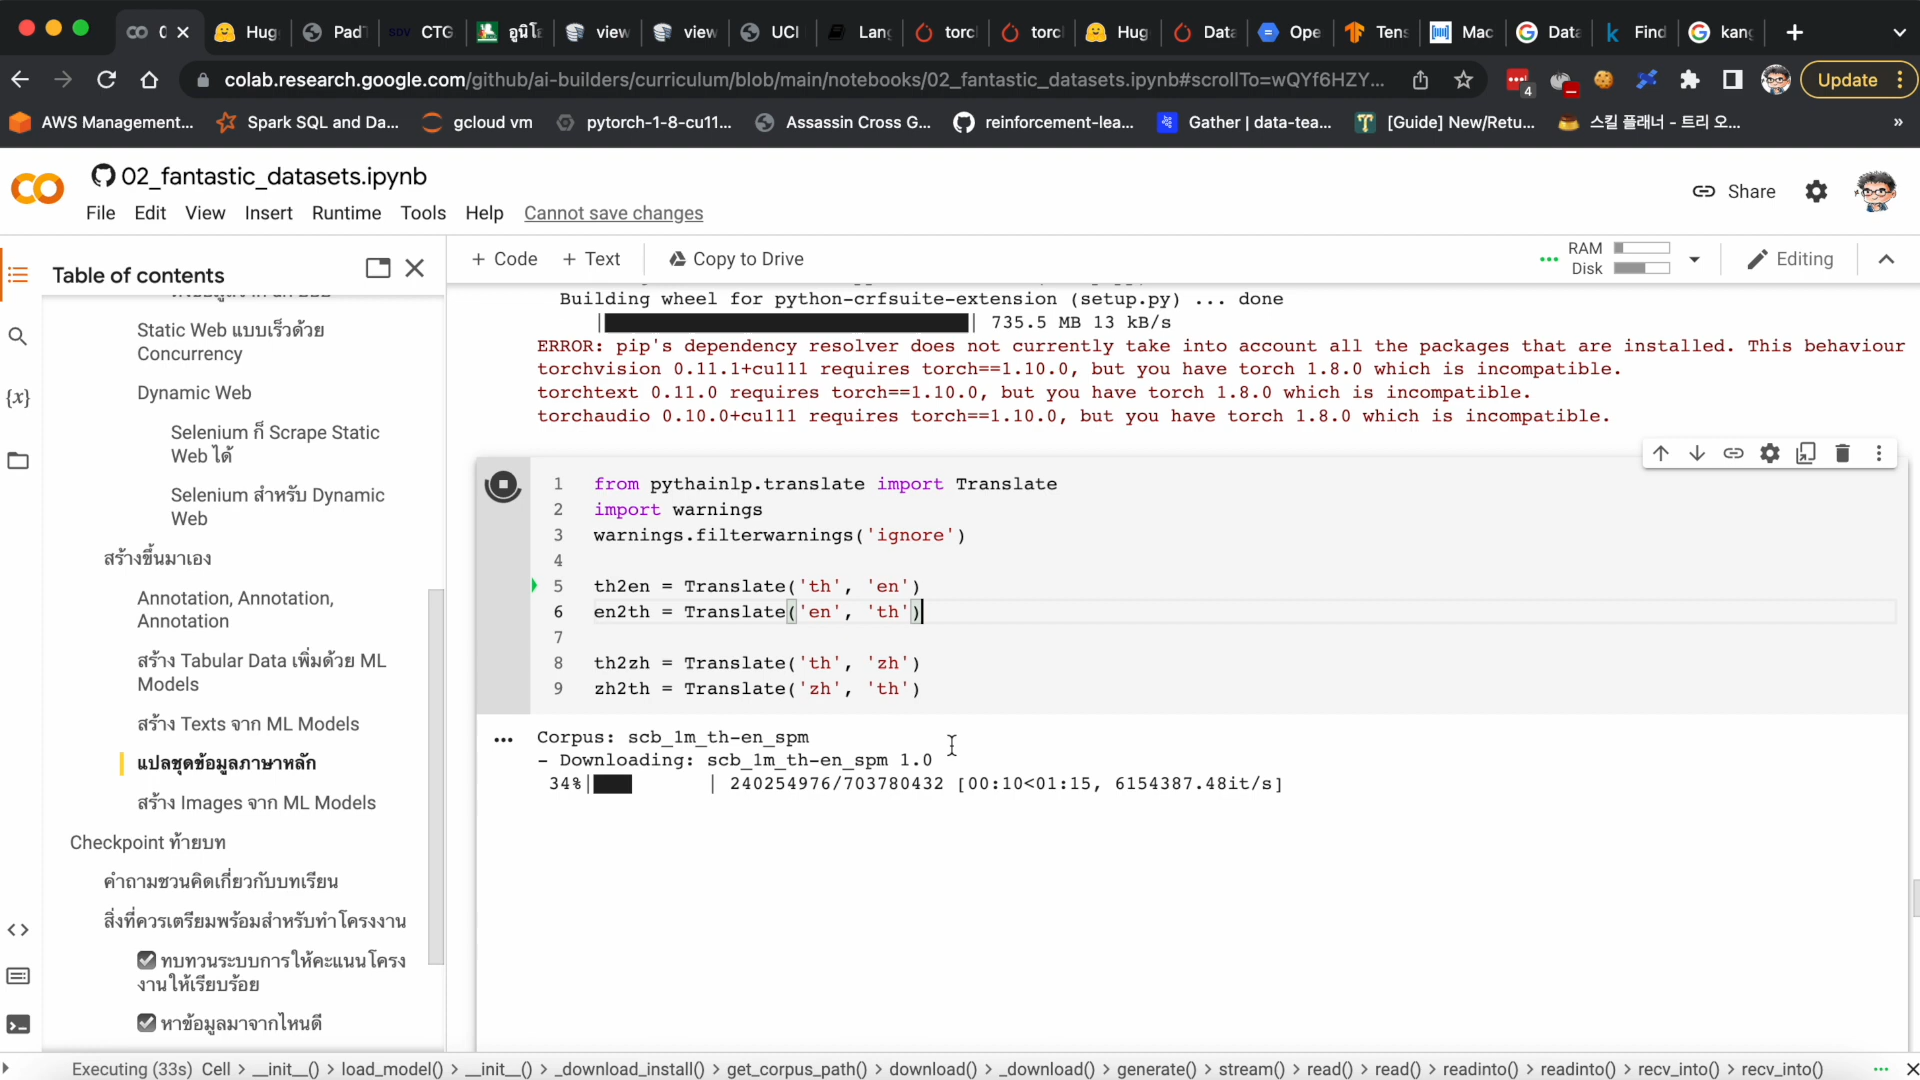 Hug
Pad
CTG
อูนิโ
view
view
UCI
Lang
torc
torc
Hug
Data
Ope
Tens
Mac
Data
Find
kang
colab.research.google.com/github/ai-builders/curriculum/blob/main/notebooks/02_fantastic_datasets.ipynb#scrollTo=wQYf6HZY...
4
Update
AWS Management...
Spark SQL and Da...
gcloud vm
pytorch-1-8-cu11...
Assassin Cross G...
reinforcement-lea...
Gather | data-tea...
[Guide] New/Retu...
스킬 플래너 - 트리 오...
»
02_fantastic_datasets.ipynb
File Edit View Insert Runtime Tools Help Cannot save changes
Share
Table of contents
+ Code + Text Copy to Drive
RAM
Disk
Editing
Static Web แบบเร็วด้วย
Concurrency
Dynamic Web
Selenium ก็ Scrape Static
Web ได้
Selenium สำหรับ Dynamic
Web
สร้างขึ้นมาเอง
Annotation, Annotation,
Annotation
สร้าง Tabular Data เพิ่มด้วย ML
Models
สร้าง Texts จาก ML Models
แปลชุดข้อมูลภาษาหลัก
สร้าง Images จาก ML Models
Checkpoint ท้ายบท
คำถามชวนคิดเกี่ยวกับบทเรียน
สิ่งที่ควรเตรียมพร้อมสำหรับทำโครงงาน
ทบทวนระบบการให้คะแนนโครง
งานให้เรียบร้อย
หาข้อมูลมาจากไหนดี
Building wheel for python-crfsuite-extension (setup.py) ... done
| | 735.5 MB 13 kB/s
ERROR: pip's dependency resolver does not currently take into account all the packages that are installed. This behaviour
torchvision 0.11.1+cu111 requires torch==1.10.0, but you have torch 1.8.0 which is incompatible.
torchtext 0.11.0 requires torch==1.10.0, but you have torch 1.8.0 which is incompatible.
torchaudio 0.10.0+cu111 requires torch==1.10.0, but you have torch 1.8.0 which is incompatible.
1 from pythainlp.translate import Translate
2 import warnings
3 warnings.filterwarnings('ignore')
4
5 th2en = Translate('th', 'en')
6 en2th = Translate('en', 'th')
7
8 th2zh = Translate('th', 'zh')
9 zh2th = Translate('zh', 'th')
Corpus: scb_1m_th-en_spm
- Downloading: scb_1m_th-en_spm 1.0
34%| | 240254976/703780432 [00:10<01:15, 6154387.48it/s]
Executing (33s) Cell > __init__() > load_model() > __init__() > _download_install() > get_corpus_path() > download() > _download() > generate() > stream() > read() > read() > readinto() > readinto() > recv_into() > recv_into()